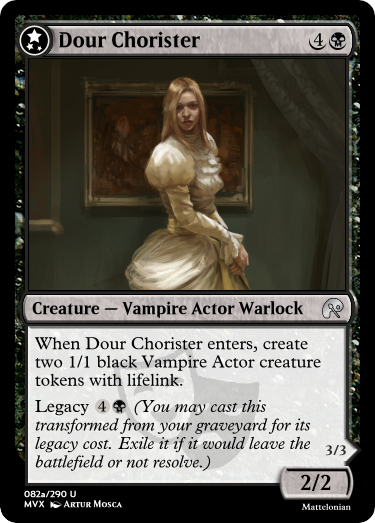 Dour Chorister 4
Creature — Vampire Actor Warlock
When Dour Chorister enters, create
two 1/1 black Vampire Actor creature
tokens with lifelink.
Legacy 4 (You may cast this
transformed from your graveyard for its
legacy cost. Exile it if it would leave the
battlefield or not resolve.)
3/3
2/2
082a/290 U
MVX Artur Mosca
Mattelonian